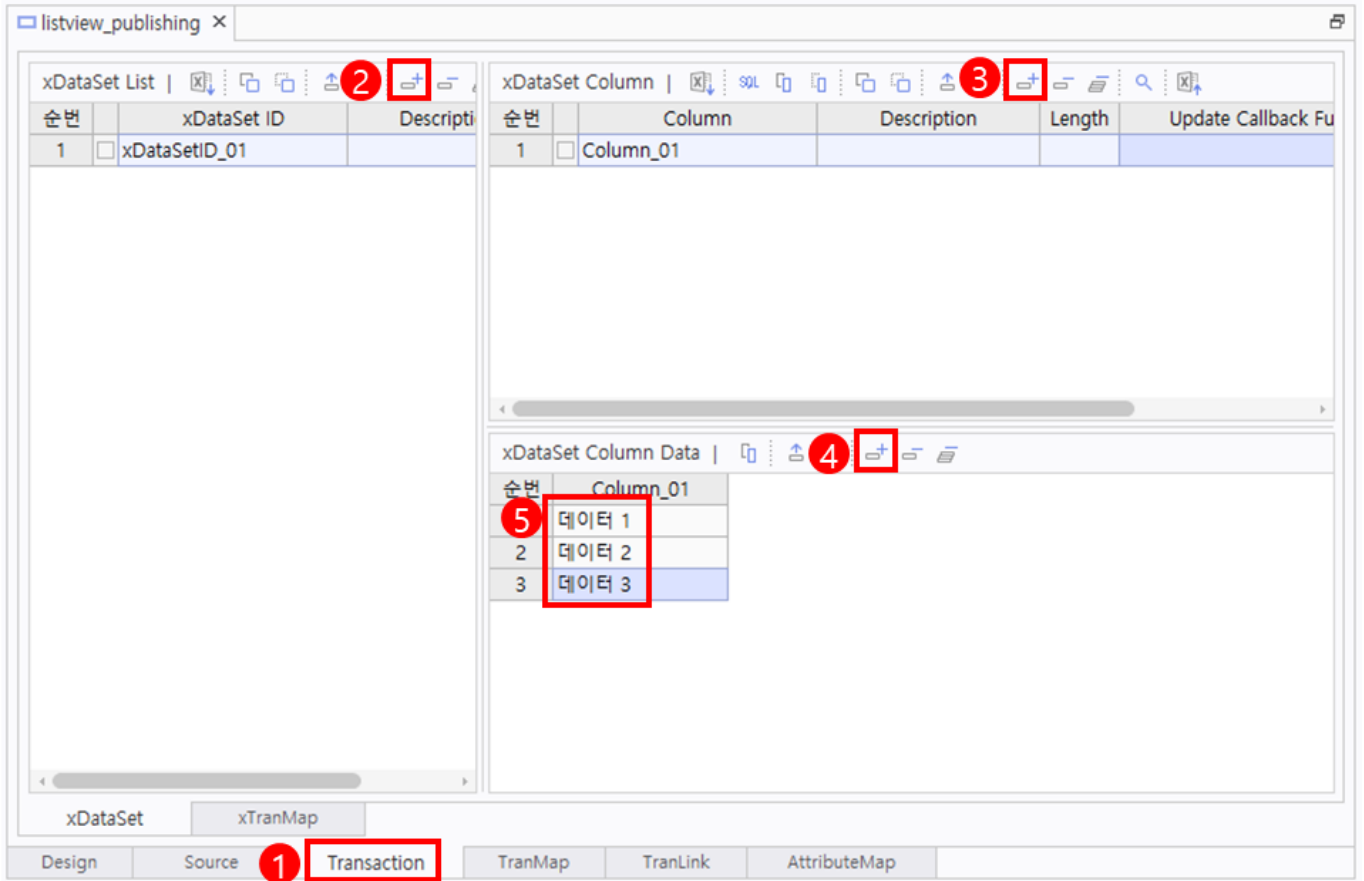 listview_publishing ×
xDataSet List |
2
순번 xDataSet ID Descripti
1 xDataSetID_01
xDataSet Column | SQL
3
순번 Column Description Length Update Callback Fu
1 Column_01
xDataSet Column Data |
4
순번 Column_01
5 데이터 1
2 데이터 2
3 데이터 3
xDataSet xTranMap
Design Source 1 Transaction TranMap TranLink AttributeMap